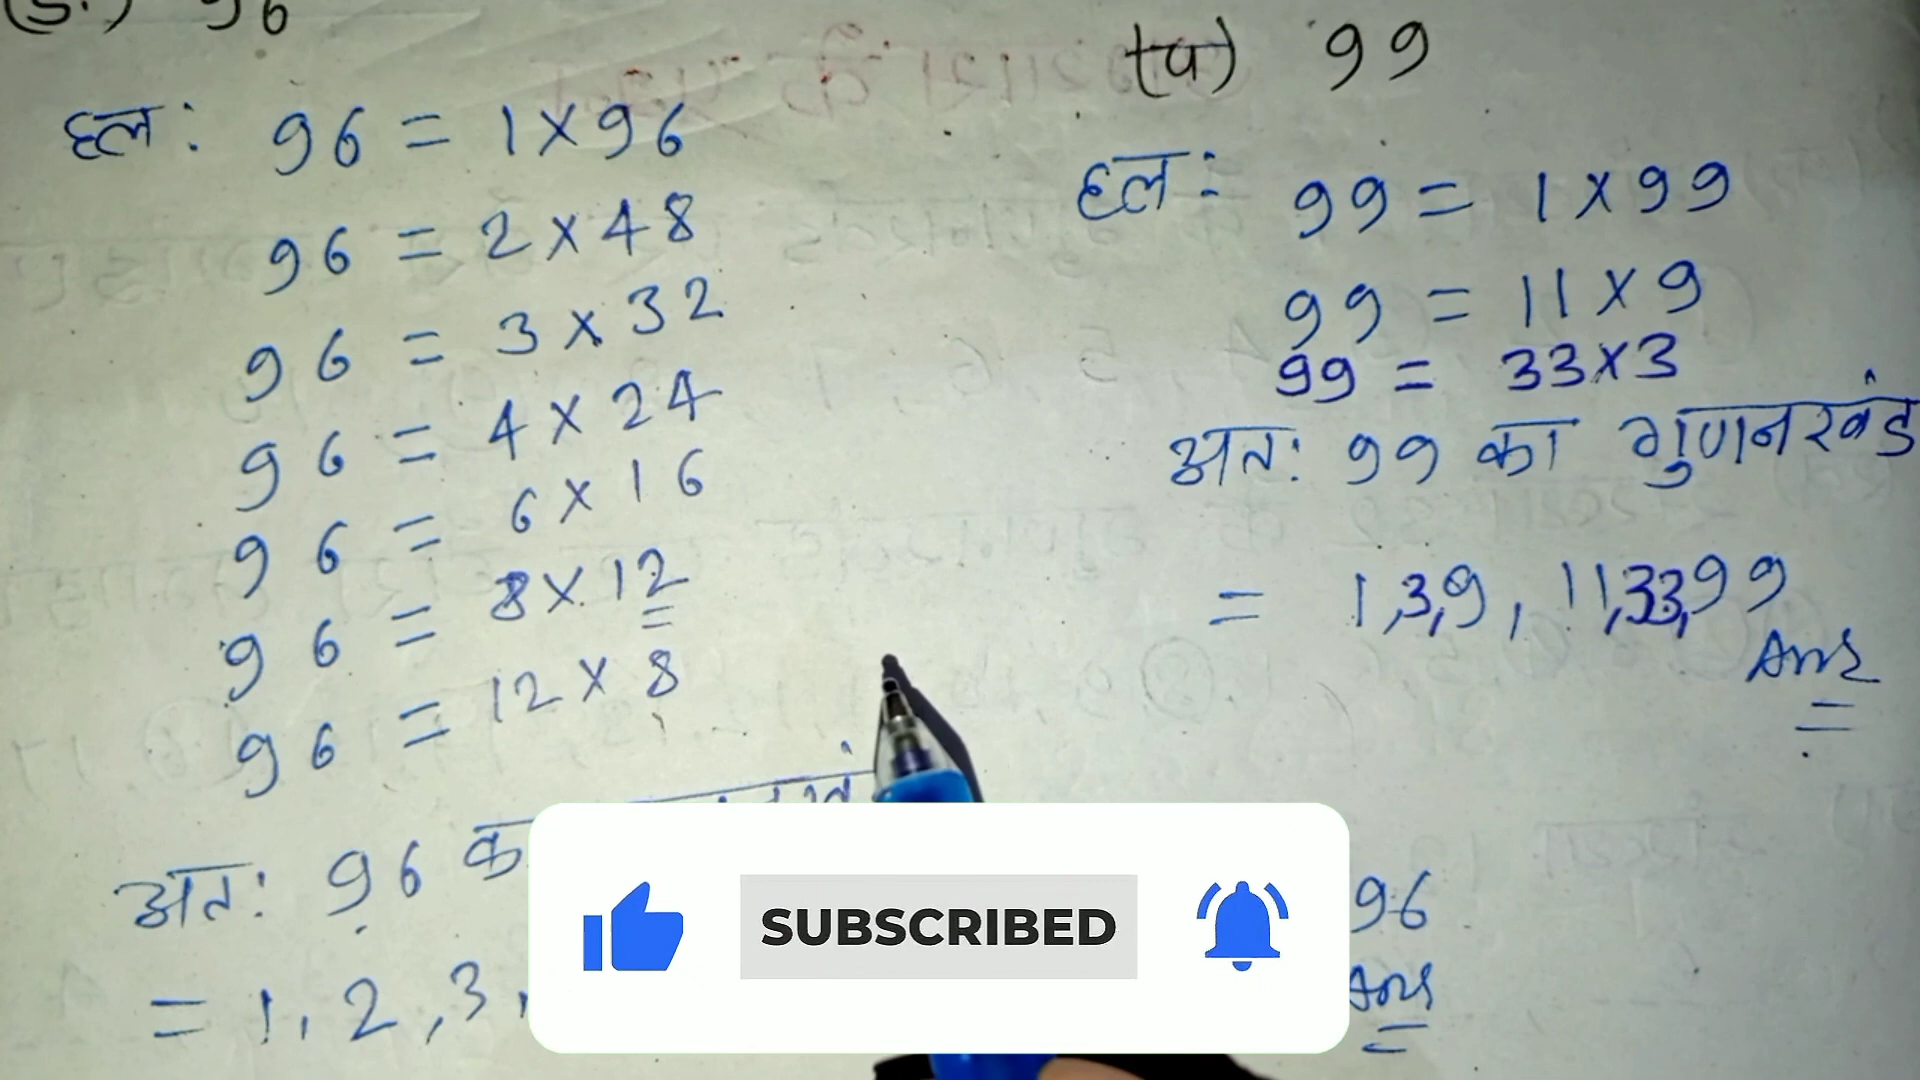 (ङ.) 96
हल: 96 = 1×96
96 = 2×48
96 = 3×32
96 = 4×24
96 = 6×16
96 = 8×12
96 = 12×8
अत: 96 क
= 1, 2, 3,
96
Ans
99
हल: 99 = 1×99
99 = 11×9
99 = 33×3
अत: 99 का गुणनखंड
= 1,3,9, 11,33,99
Ans
SUBSCRIBED